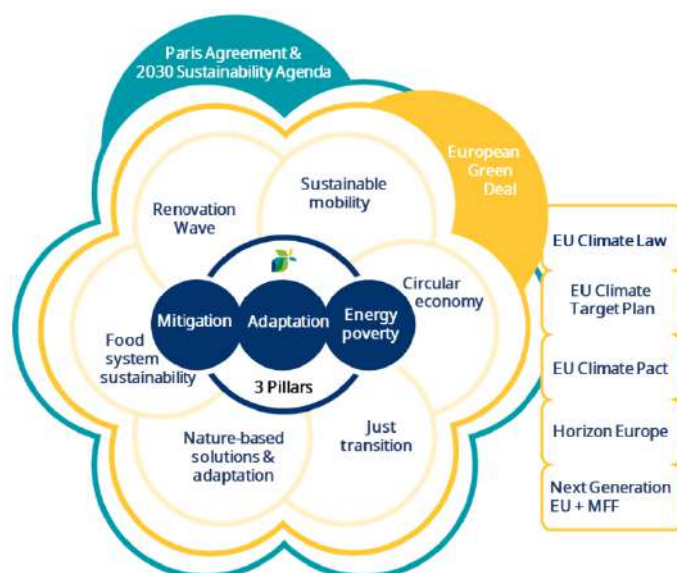 Paris Agreement &
2030 Sustainability Agenda
European
Green
Deal
Sustainable
mobility
Renovation
Wave
EU Climate Law
Circular
economy
EU Climate
Target Plan
Mitigation
Adaptation
Energy
poverty
Food
system
sustainability
3 Pillars
EU Climate Pact
Just
transition
Nature-based
solutions &
adaptation
Horizon Europe
Next Generation
EU + MFF